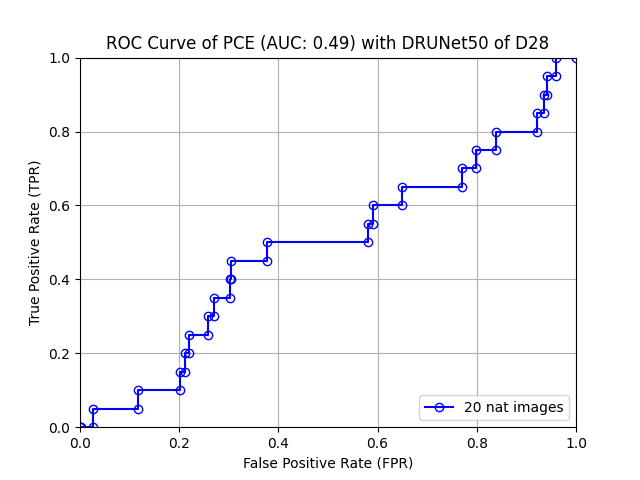 ROC Curve of PCE (AUC: 0.49) with DRUNet50 of D28
True Positive Rate (TPR)
1.0
0.8
0.6
0.4
0.2
0.0
20 nat images
0.0 0.2 0.4 0.6 0.8 1.0
False Positive Rate (FPR)